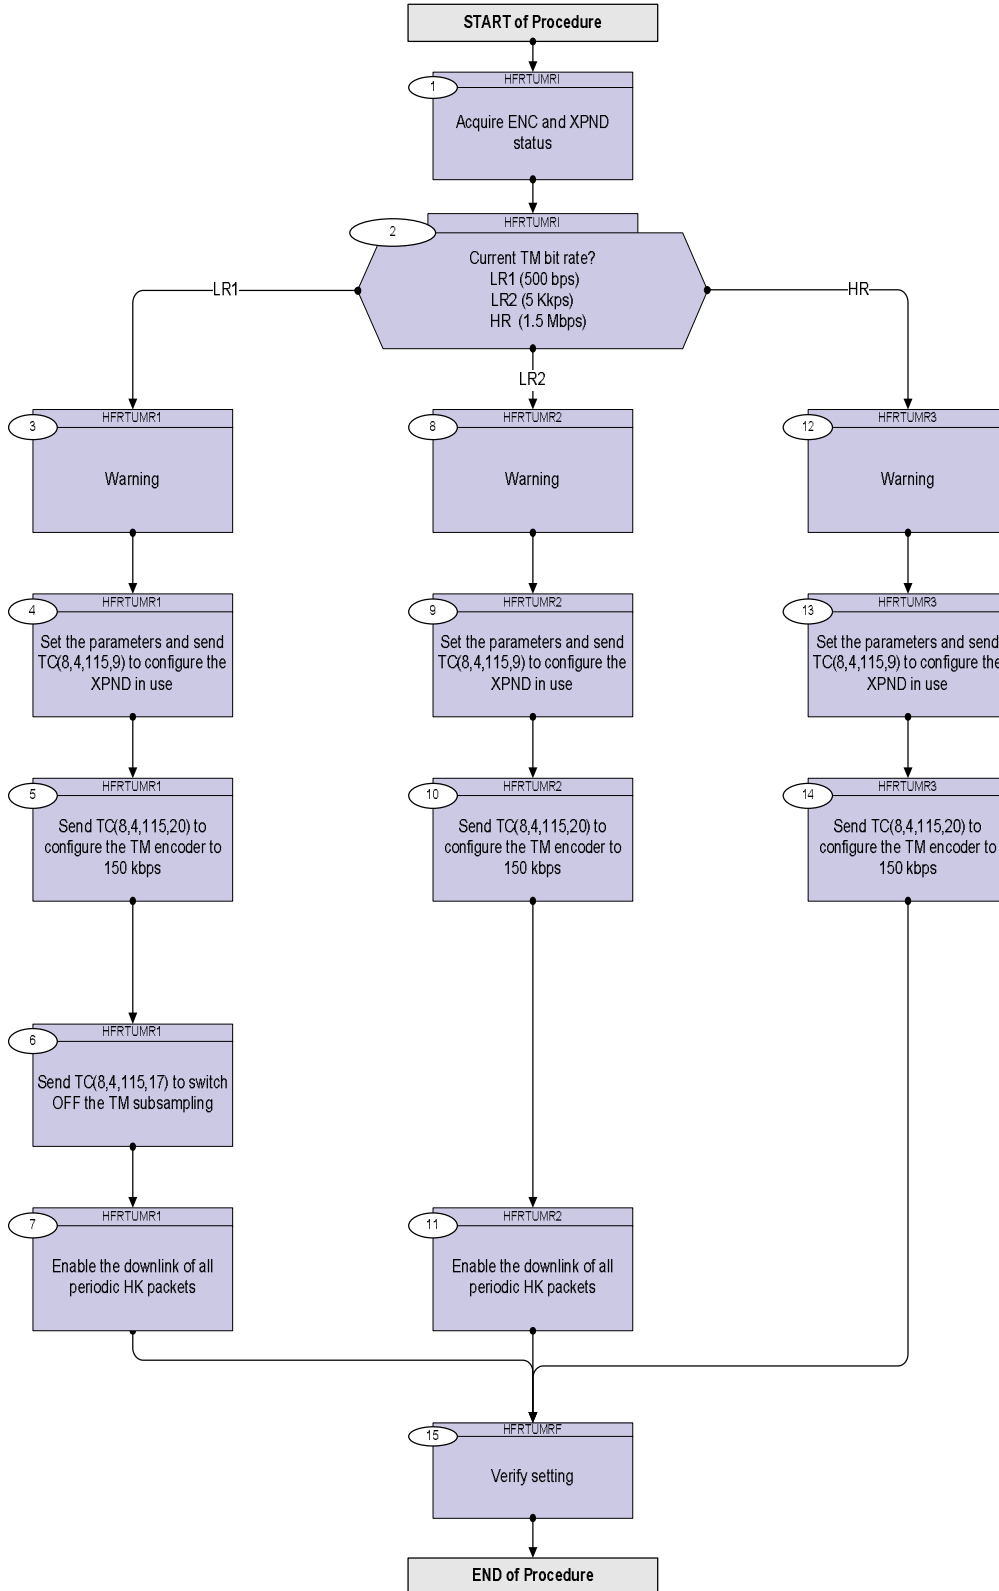 START of Procedure
HFRTUMRI
1
Acquire ENC and XPND
status
HFRTUMRI
2
Current TM bit rate?
LR1 (500 bps)
LR2 (5 Kkps)
HR (1.5 Mbps)
LR1
HR
LR2
HFRTUMR1
3
Warning
HFRTUMR2
8
Warning
HFRTUMR3
12
Warning
HFRTUMR1
4
Set the parameters and send
TC(8,4,115,9) to configure the
XPND in use
HFRTUMR2
9
Set the parameters and send
TC(8,4,115,9) to configure the
XPND in use
HFRTUMR3
13
Set the parameters and send
TC(8,4,115,9) to configure the
XPND in use
HFRTUMR1
5
Send TC(8,4,115,20) to
configure the TM encoder to
150 kbps
HFRTUMR2
10
Send TC(8,4,115,20) to
configure the TM encoder to
150 kbps
HFRTUMR3
14
Send TC(8,4,115,20) to
configure the TM encoder to
150 kbps
HFRTUMR1
6
Send TC(8,4,115,17) to switch
OFF the TM subsampling
HFRTUMR1
7
Enable the downlink of all
periodic HK packets
HFRTUMR2
11
Enable the downlink of all
periodic HK packets
HFRTUMRF
15
Verify setting
END of Procedure